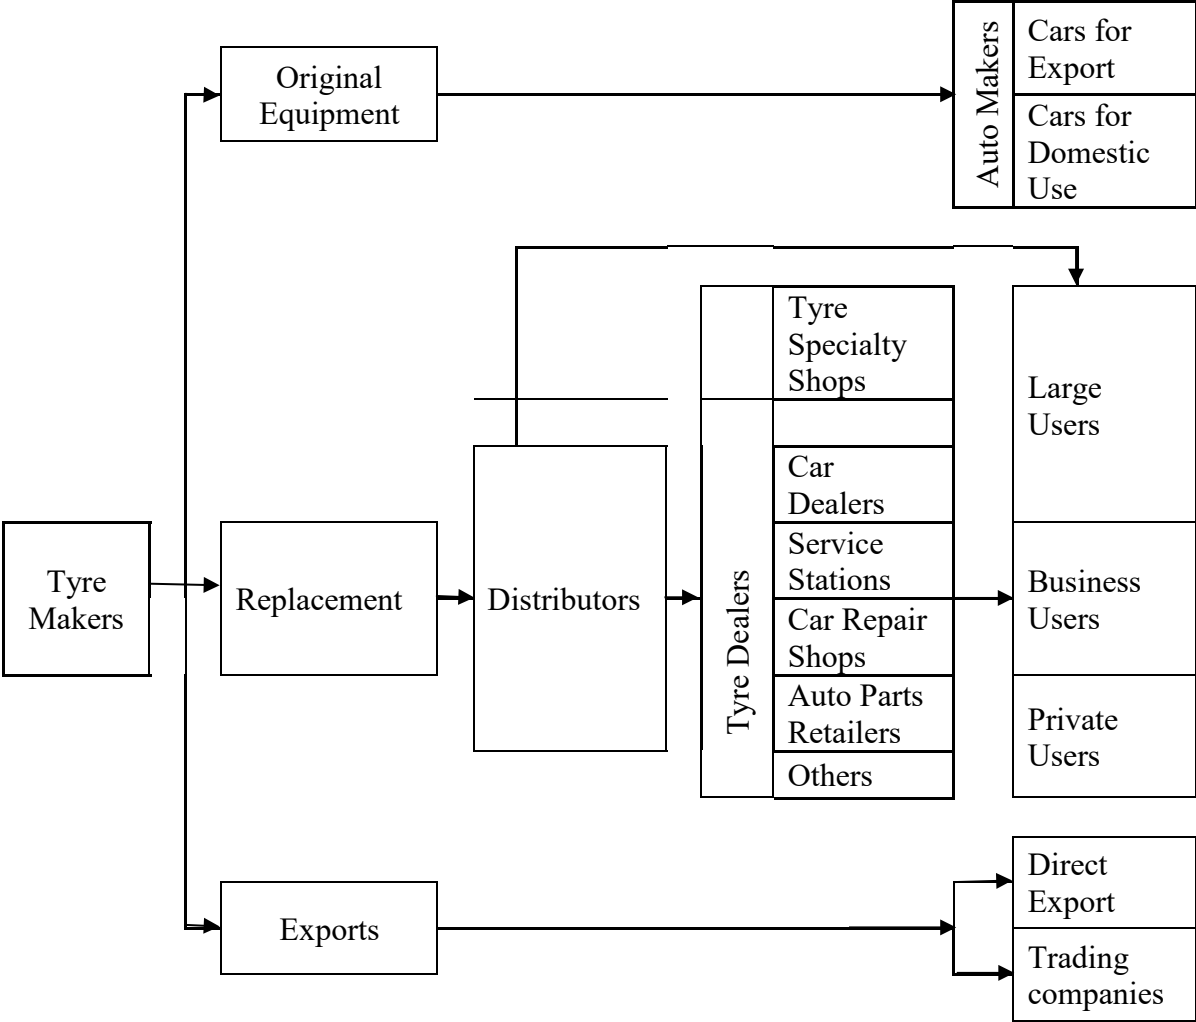 Original
Equipment
Auto Makers
Cars for
Export
Cars for
Domestic
Use
Tyre
Makers
Replacement
Distributors
Tyre Dealers
Tyre
Specialty
Shops
Car
Dealers
Service
Stations
Car Repair
Shops
Auto Parts
Retailers
Others
Large
Users
Business
Users
Private
Users
Exports
Direct
Export
Trading
companies